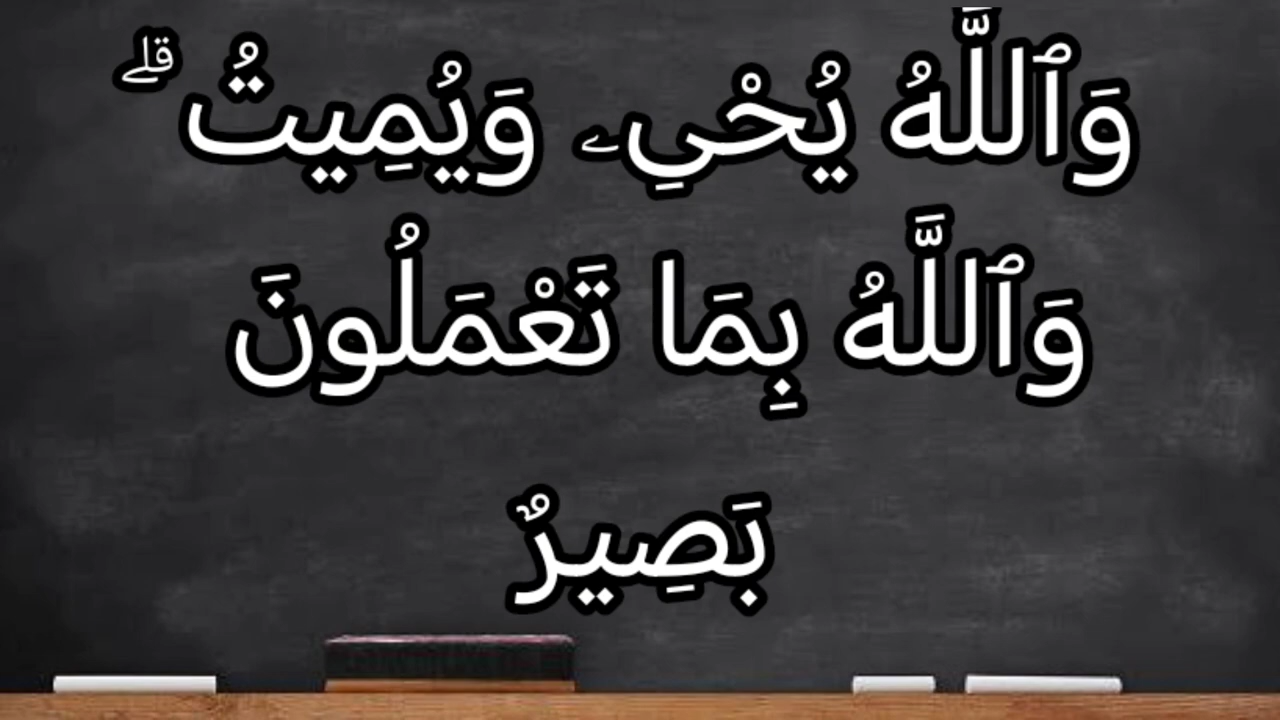 وَٱللَّهُ يُحْيِۦ وَيُمِيتُ ۗ
وَٱللَّهُ بِمَا تَعْمَلُونَ
بَصِيرٌ